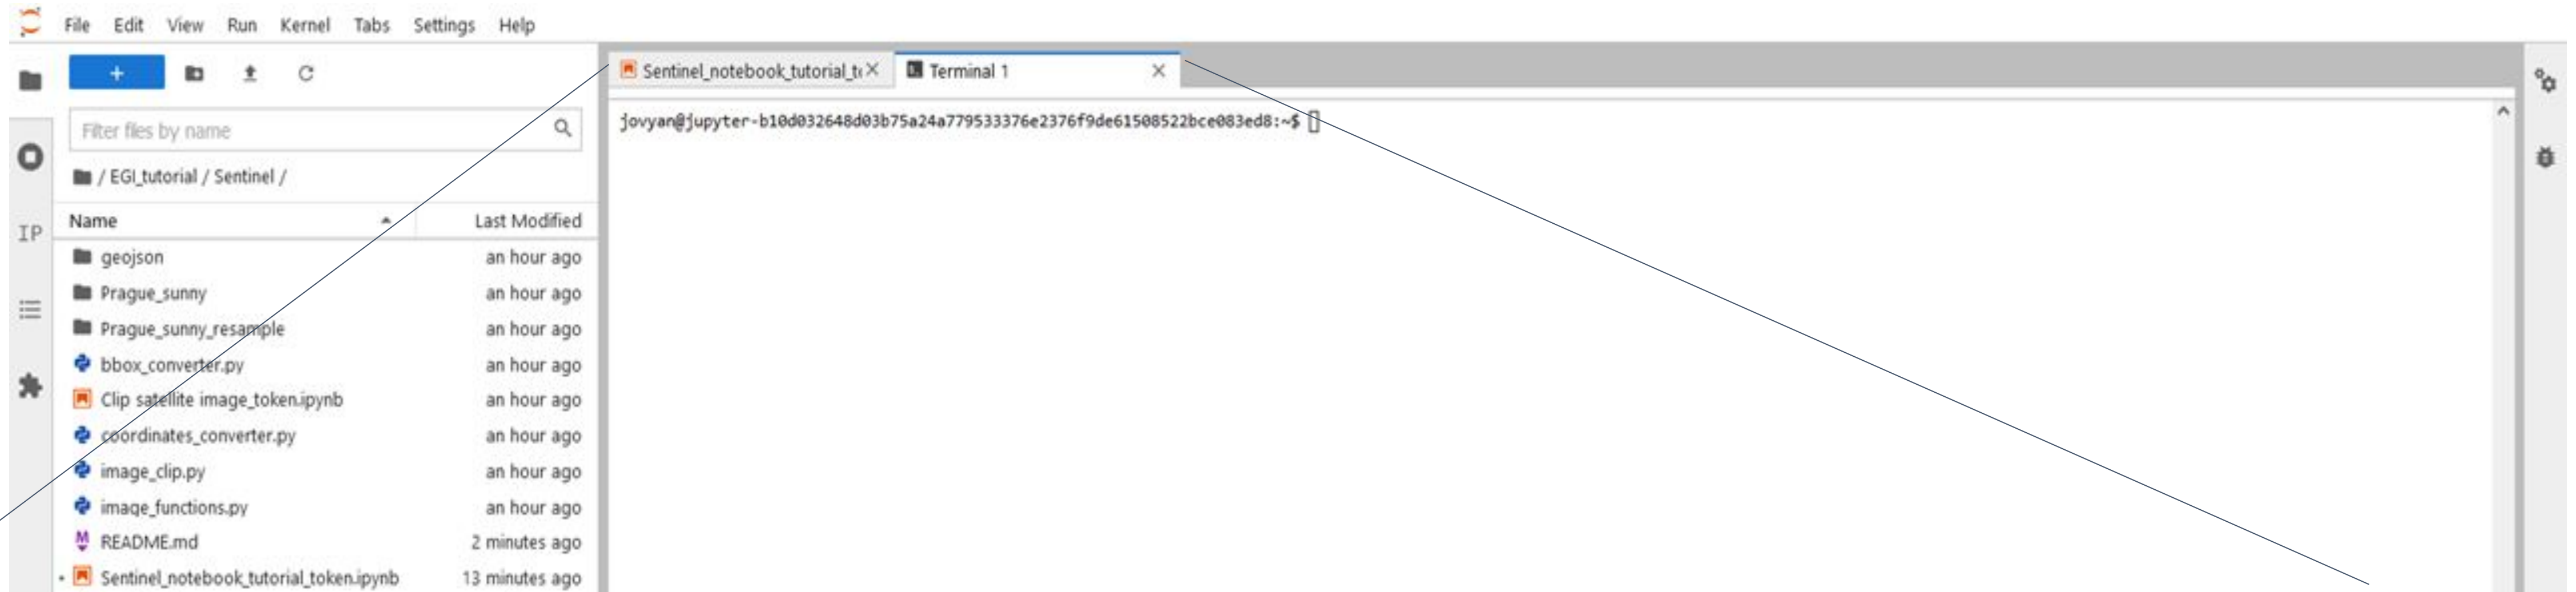 File Edit View Run Kernel Tabs Settings Help
+
Filter files by name
/ EGI_tutorial / Sentinel /
Name Last Modified
geojson an hour ago
Prague_sunny an hour ago
Prague_sunny_resample an hour ago
bbox_converter.py an hour ago
Clip satellite image_token.ipynb an hour ago
coordinates_converter.py an hour ago
image_clip.py an hour ago
image_functions.py an hour ago
README.md 2 minutes ago
Sentinel_notebook_tutorial_token.ipynb 13 minutes ago
IP
Sentinel_notebook_tutorial_t Terminal 1
jovyan@jupyter-b10d032648d03b75a24a779533376e2376f9de61508522bce083ed8:~$